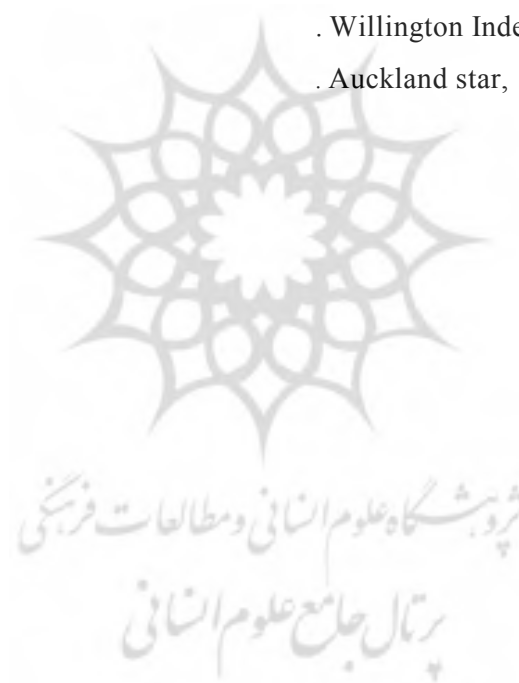 . Willington Inde
. Auckland star,
پژوهشگاه علوم انسانی و مطالعات فرهنگی
پرتال جامع علوم انسانی